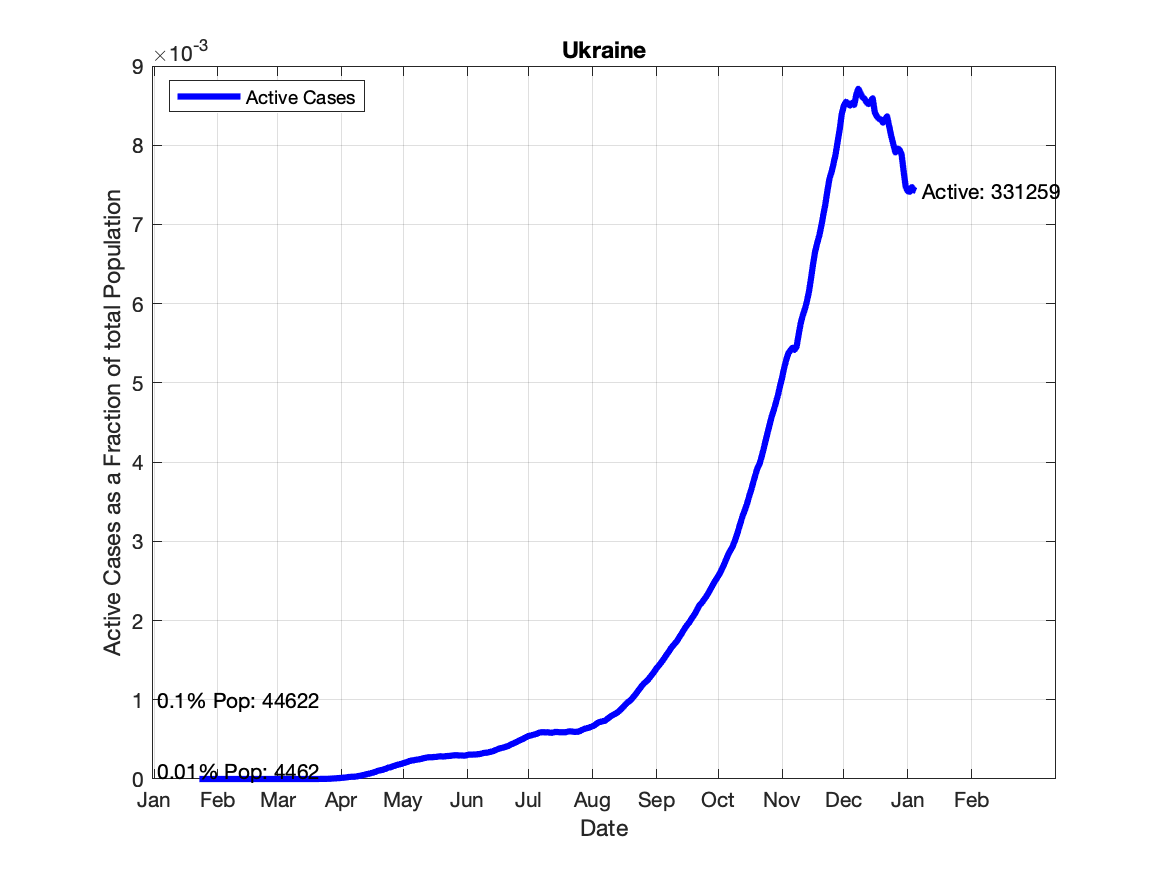 Ukraine
×10-3
9
8
7
6
5
4
3
2
1
0
Active Cases as a Fraction of total Population
Active Cases
Active: 331259
0.1% Pop: 44622
0.01% Pop: 4462
Jan Feb Mar Apr May Jun Jul Aug Sep Oct Nov Dec Jan Feb
Date